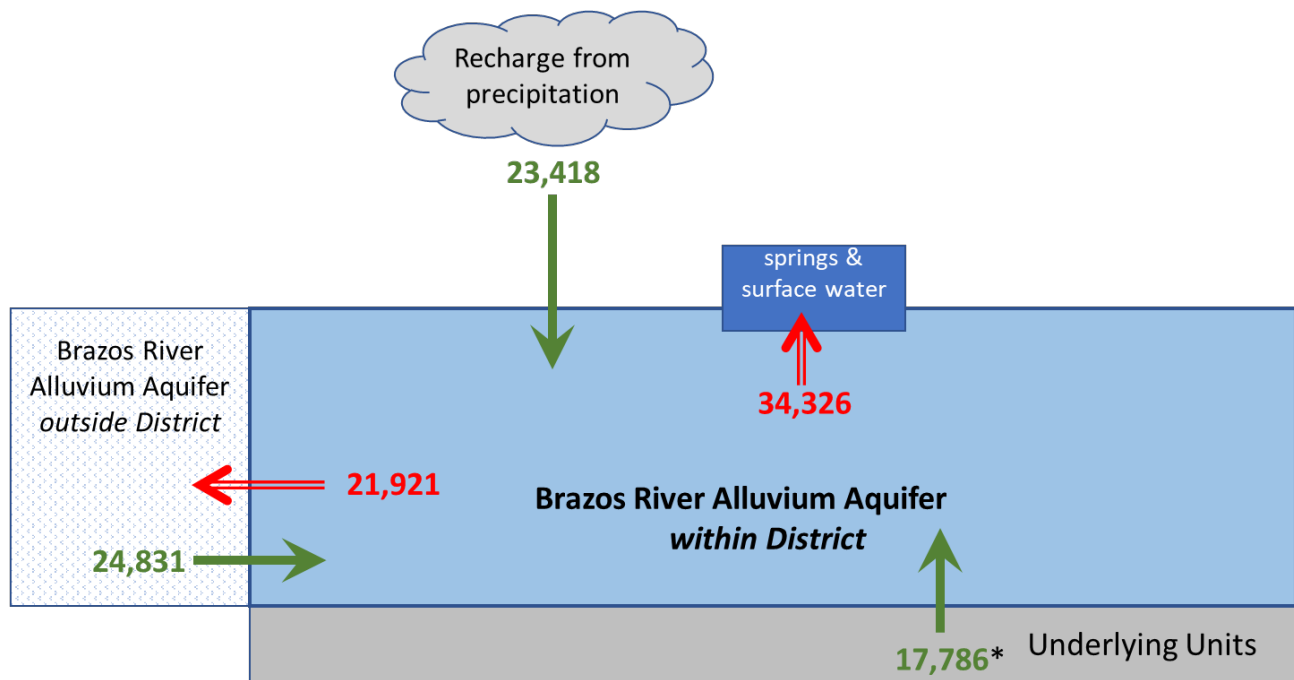 Recharge from
precipitation
23,418
springs &
surface water
34,326
Brazos River
Alluvium Aquifer
outside District
21,921
24,831
Brazos River Alluvium Aquifer
within District
17,786*
Underlying Units